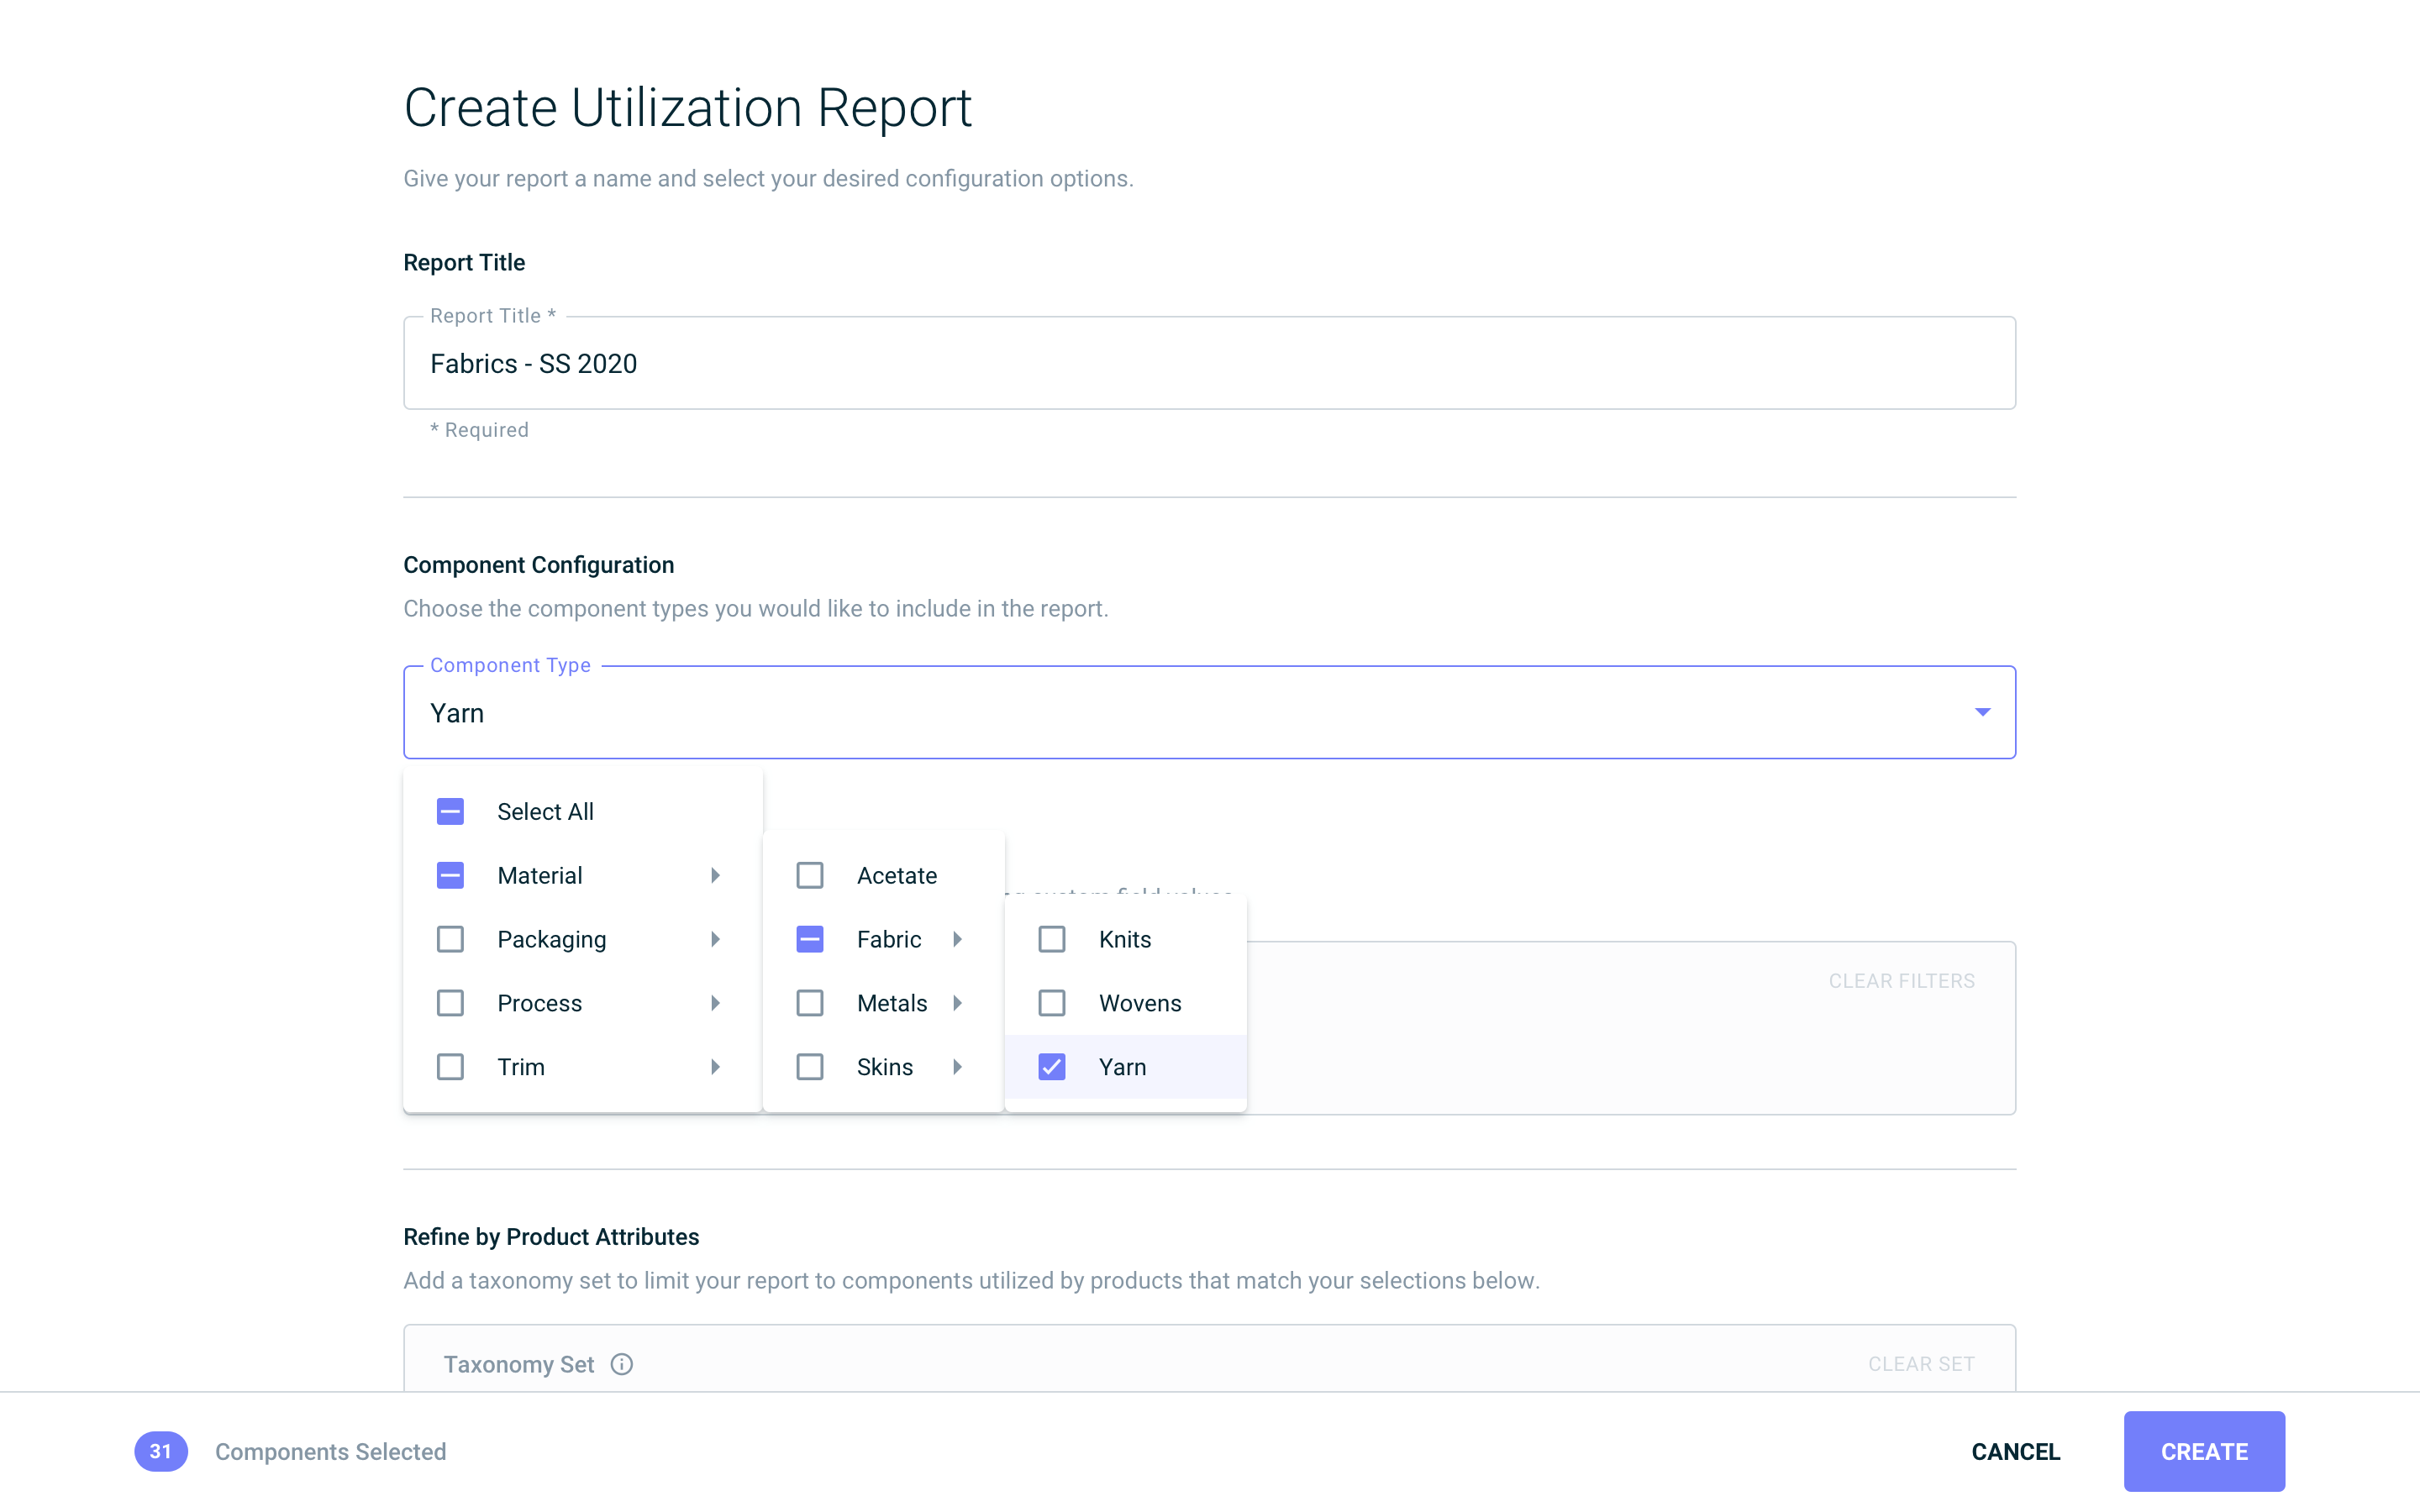 Create Utilization Report
Give your report a name and select your desired configuration options.
Report Title
Report Title *
Fabrics - SS 2020
* Required
Component Configuration
Choose the component types you would like to include in the report.
Component Type
Yarn
Select All
Material
Packaging
Process
Trim
Acetate
Fabric
Metals
Skins
custom field values
Knits
Wovens
Yarn
CLEAR FILTERS
Refine by Product Attributes
Add a taxonomy set to limit your report to components utilized by products that match your selections below.
Taxonomy Set
CLEAR SET
31 Components Selected
CANCEL
CREATE